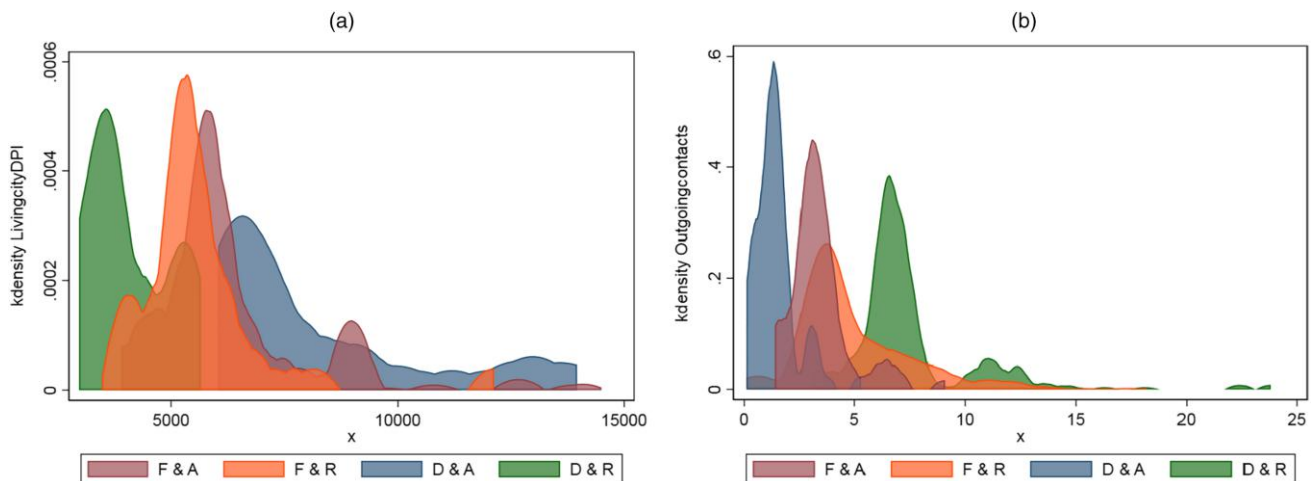 (a)
kdensity LivingcityDPI
.0006
.0004
.0002
0
5000 10000 15000
x
F & A F & R D & A D & R
(b)
kdensity Outgoingcontacts
.6
.4
.2
0
0 5 10 15 20 25
x
F & A F & R D & A D & R